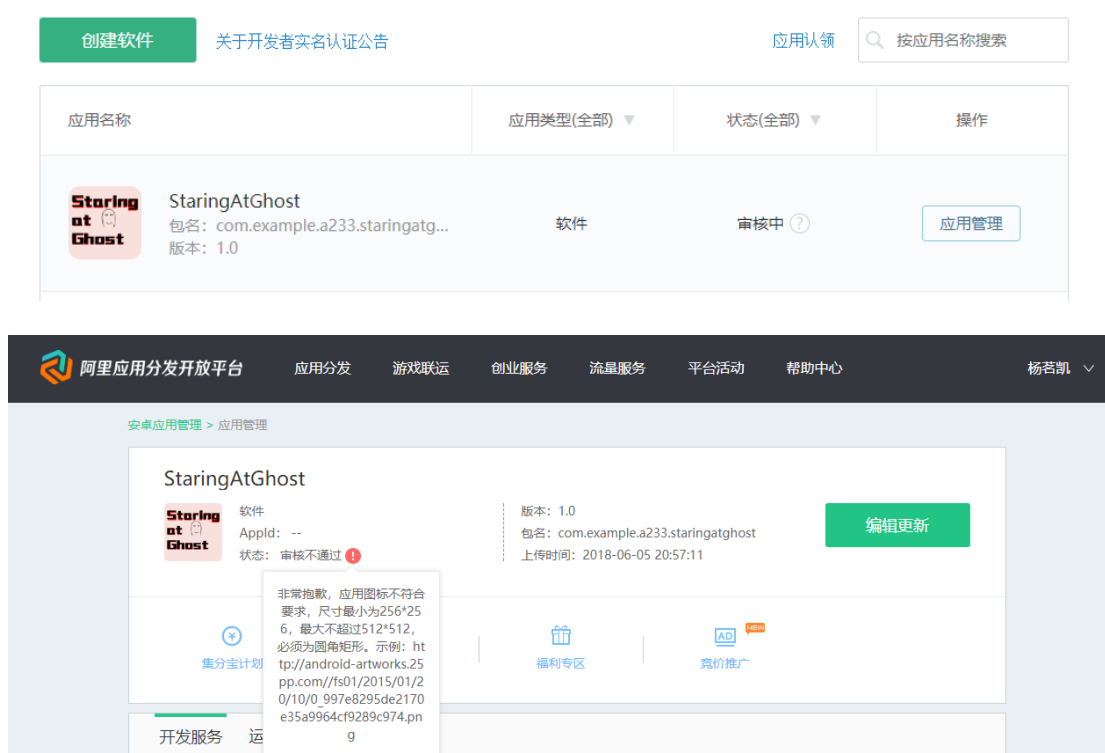 创建软件 关于开发者实名认证公告 应用认领 按应用名称搜索
应用名称 应用类型(全部) 状态(全部) 操作
Staring
at
Ghost
StaringAtGhost
包名：com.example.a233.staringatg...
版本：1.0
软件 审核中 ? 应用管理
阿里应用分发开放平台 应用分发 游戏联运 创业服务 流量服务 平台活动 帮助中心 杨茗凯
安卓应用管理 > 应用管理
StaringAtGhost
Staring
at
Ghost
软件
AppId： --
状态： 审核不通过 !
版本：1.0
包名：com.example.a233.staringatghost
上传时间：2018-06-05 20:57:11
编辑更新
非常抱歉，应用图标不符合
要求，尺寸最小为256*25
6，最大不超过512*512，
必须为圆角矩形。示例：ht
tp://android-artworks.25
pp.com//fs01/2015/01/2
0/10/0_997e8295de2170
e35a9964cf9289c974.pn
g
集分宝计划 福利专区 AD NEW 竞价推广
开发服务